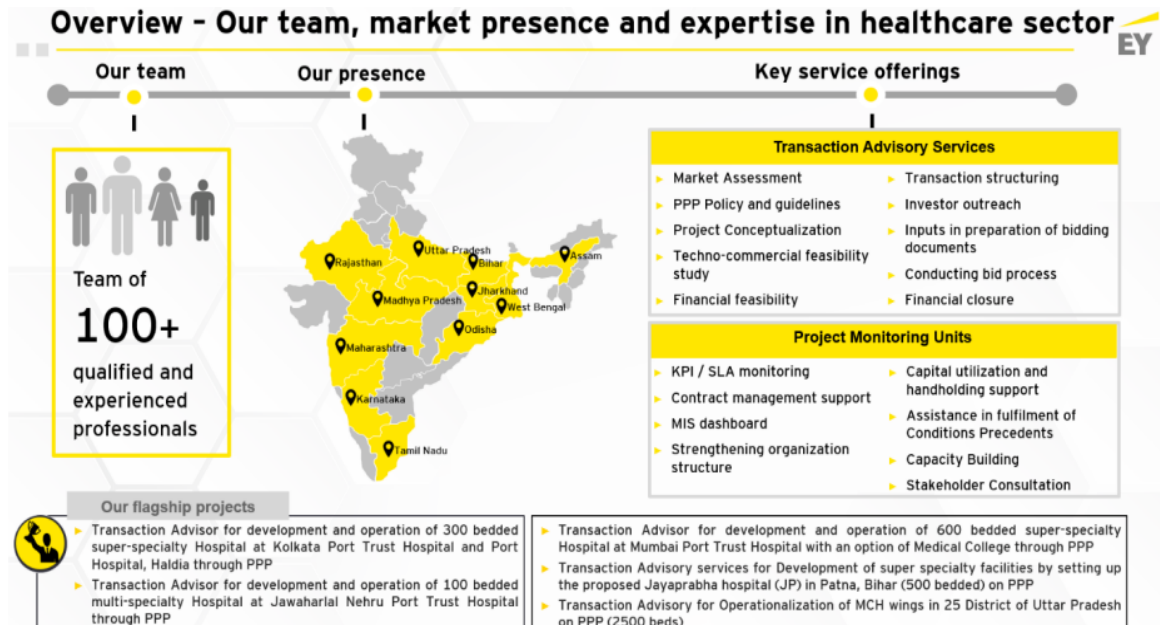 Overview – Our team, market presence and expertise in healthcare sector
EY
Our team
Our presence
Key service offerings
Team of
100+
qualified and
experienced
professionals
Uttar Pradesh
Assam
Rajasthan
Bihar
Jharkhand
Madhya Pradesh
West Bengal
Odisha
Maharashtra
Karnataka
Tamil Nadu
Transaction Advisory Services
Market Assessment
PPP Policy and guidelines
Project Conceptualization
Techno-commercial feasibility
study
Financial feasibility
Transaction structuring
Investor outreach
Inputs in preparation of bidding
documents
Conducting bid process
Financial closure
Project Monitoring Units
KPI / SLA monitoring
Contract management support
MIS dashboard
Strengthening organization
structure
Capital utilization and
handholding support
Assistance in fulfilment of
Conditions Precedents
Capacity Building
Stakeholder Consultation
Our flagship projects
Transaction Advisor for development and operation of 300 bedded
super-specialty Hospital at Kolkata Port Trust Hospital and Port
Hospital, Haldia through PPP
Transaction Advisor for development and operation of 100 bedded
multi-specialty Hospital at Jawaharlal Nehru Port Trust Hospital
through PPP
Transaction Advisor for development and operation of 600 bedded super-specialty
Hospital at Mumbai Port Trust Hospital with an option of Medical College through PPP
Transaction Advisory services for Development of super specialty facilities by setting up
the proposed Jayaprabha hospital (JP) in Patna, Bihar (500 bedded) on PPP
Transaction Advisory for Operationalization of MCH wings in 25 District of Uttar Pradesh
on PPP (2500 beds)